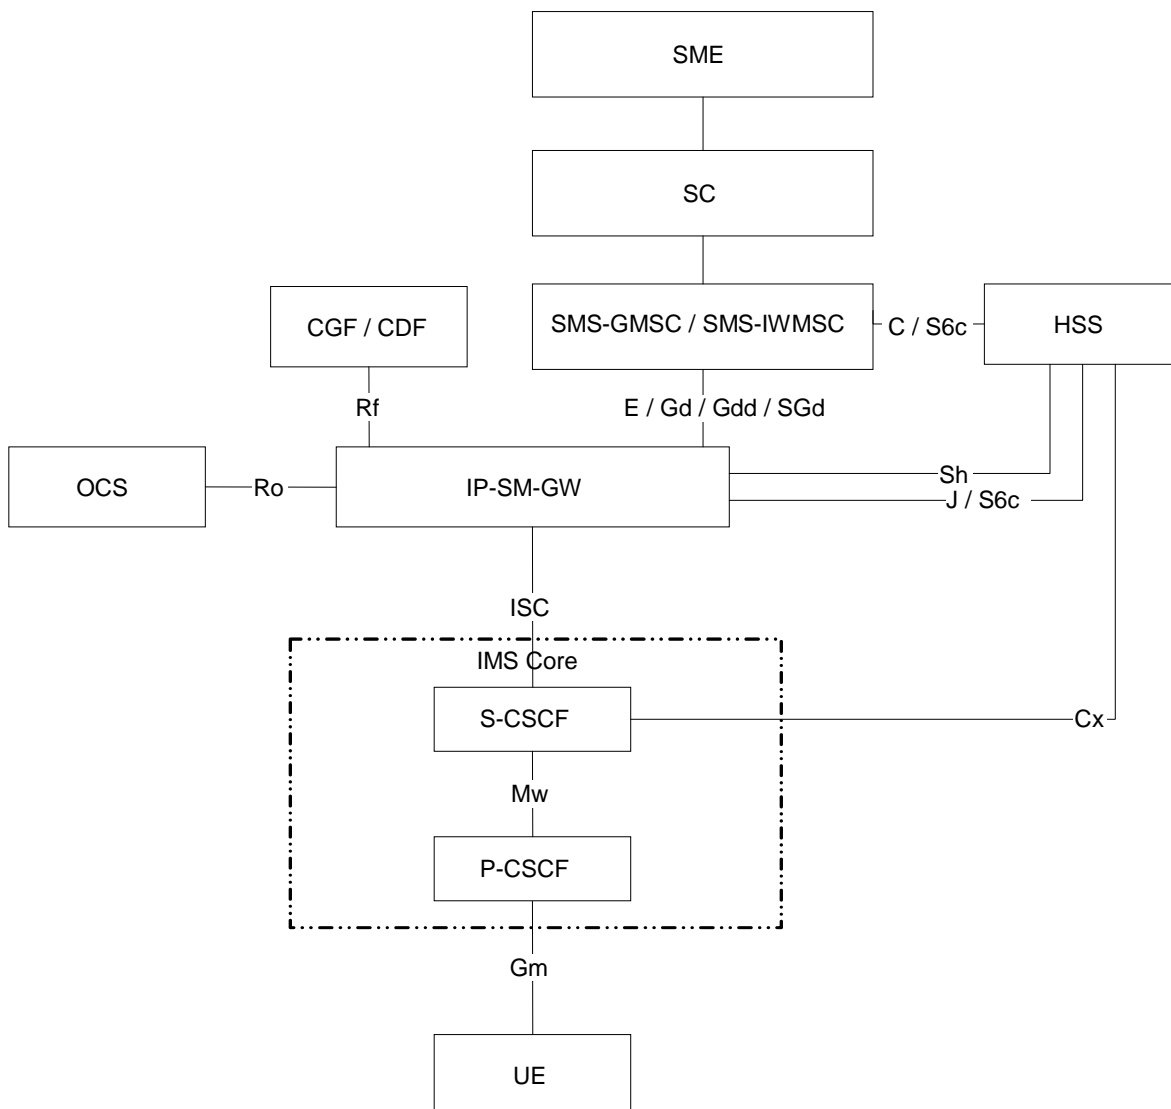 SME
SC
CGF / CDF
SMS-GMSC / SMS-IWMSC
C / S6c
HSS
Rf
E / Gd / Gdd / SGd
OCS
Ro
IP-SM-GW
Sh
J / S6c
ISC
IMS Core
S-CSCF
Cx
Mw
P-CSCF
Gm
UE